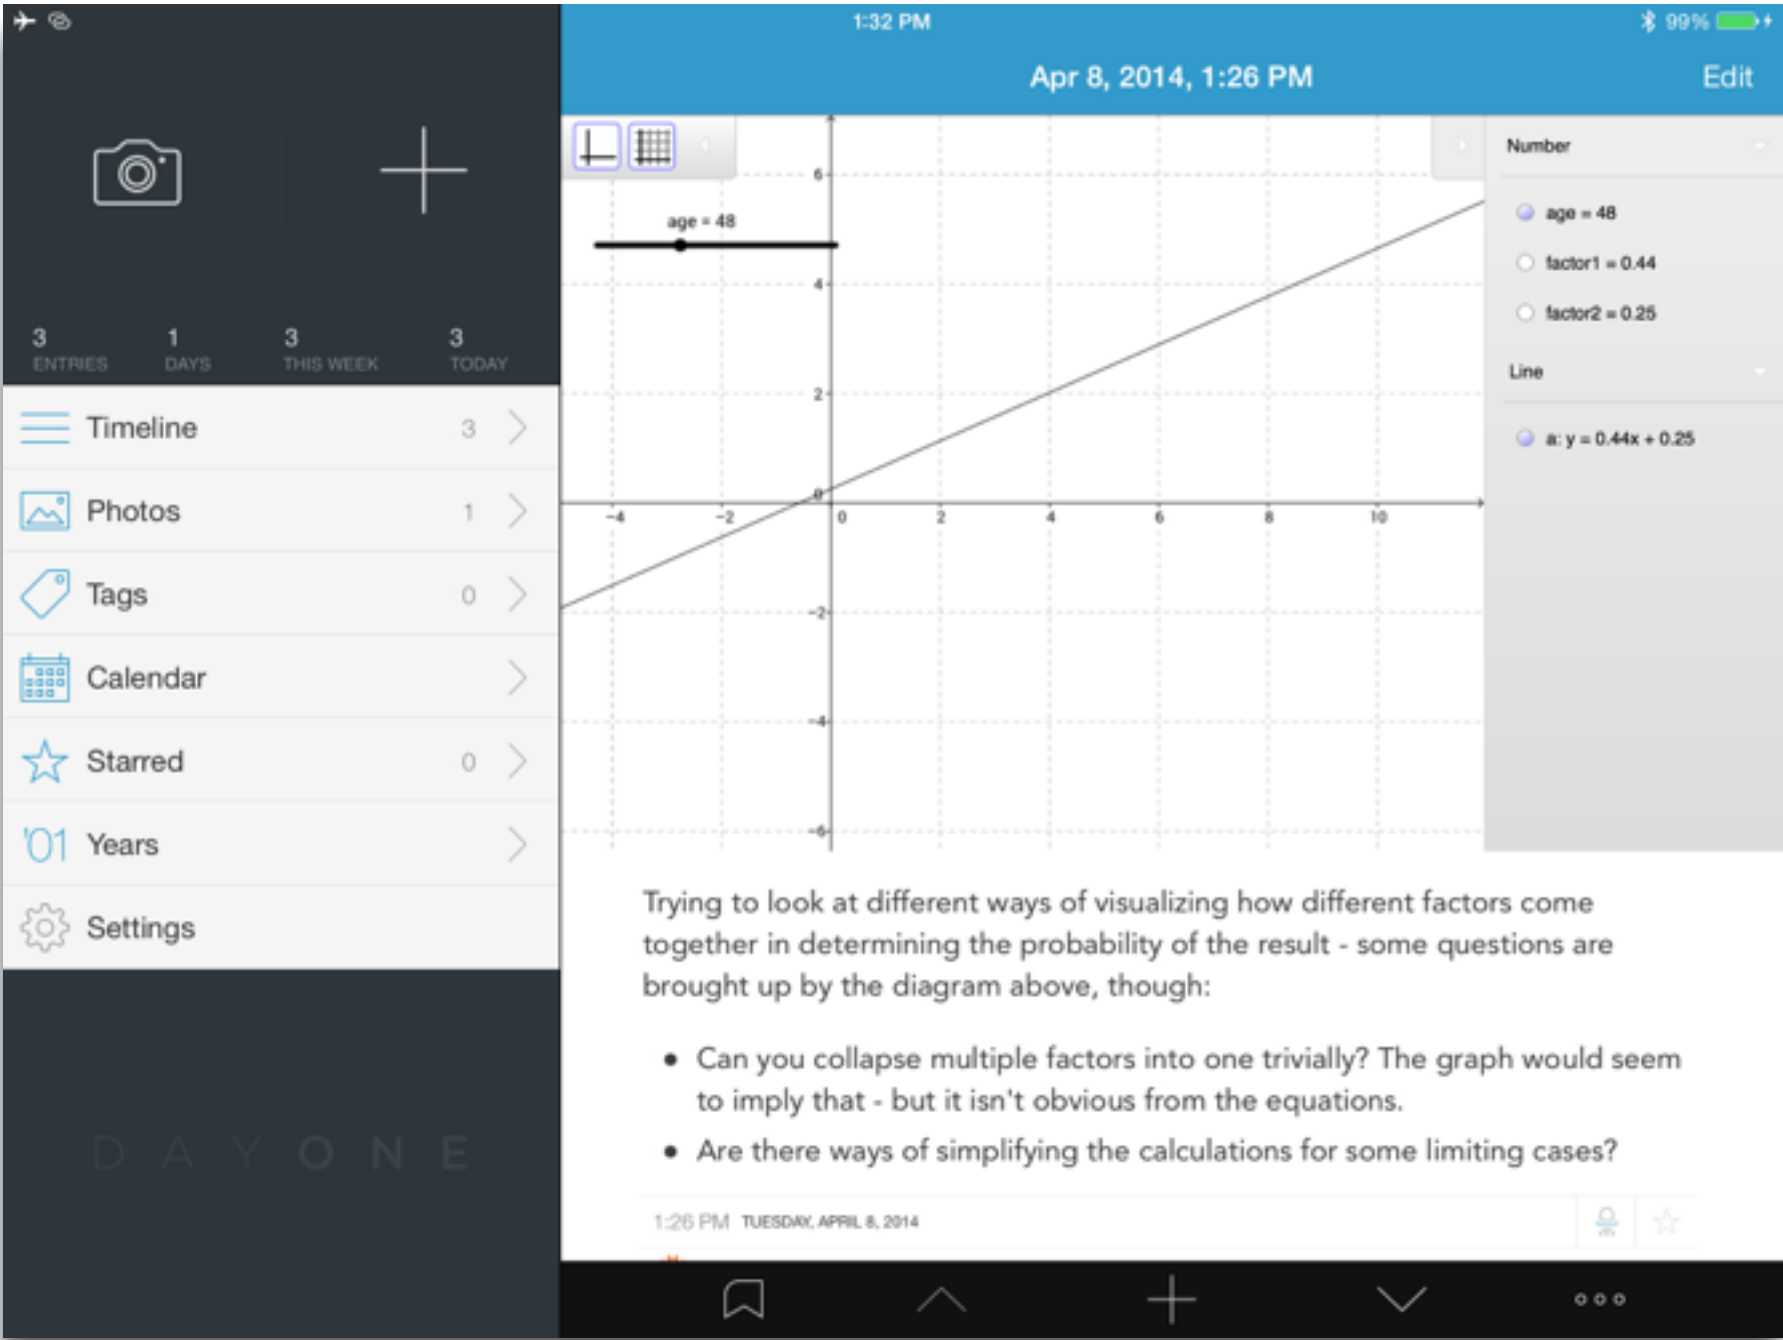 1:32 PM
99%
Apr 8, 2014, 1:26 PM
Edit
3
ENTRIES
1
DAYS
3
THIS WEEK
3
TODAY
Timeline 3
Photos 1
Tags 0
Calendar
Starred 0
'01 Years
Settings
DAYONE
age = 48
6
4
2
0
-2
-4
-6
-4 -2 0 2 4 6 8 10
Number
age = 48
factor1 = 0.44
factor2 = 0.25
Line
a: y = 0.44x + 0.25
Trying to look at different ways of visualizing how different factors come
together in determining the probability of the result - some questions are
brought up by the diagram above, though:
• Can you collapse multiple factors into one trivially? The graph would seem
to imply that - but it isn't obvious from the equations.
• Are there ways of simplifying the calculations for some limiting cases?
1:26 PM TUESDAY, APRIL 8, 2014